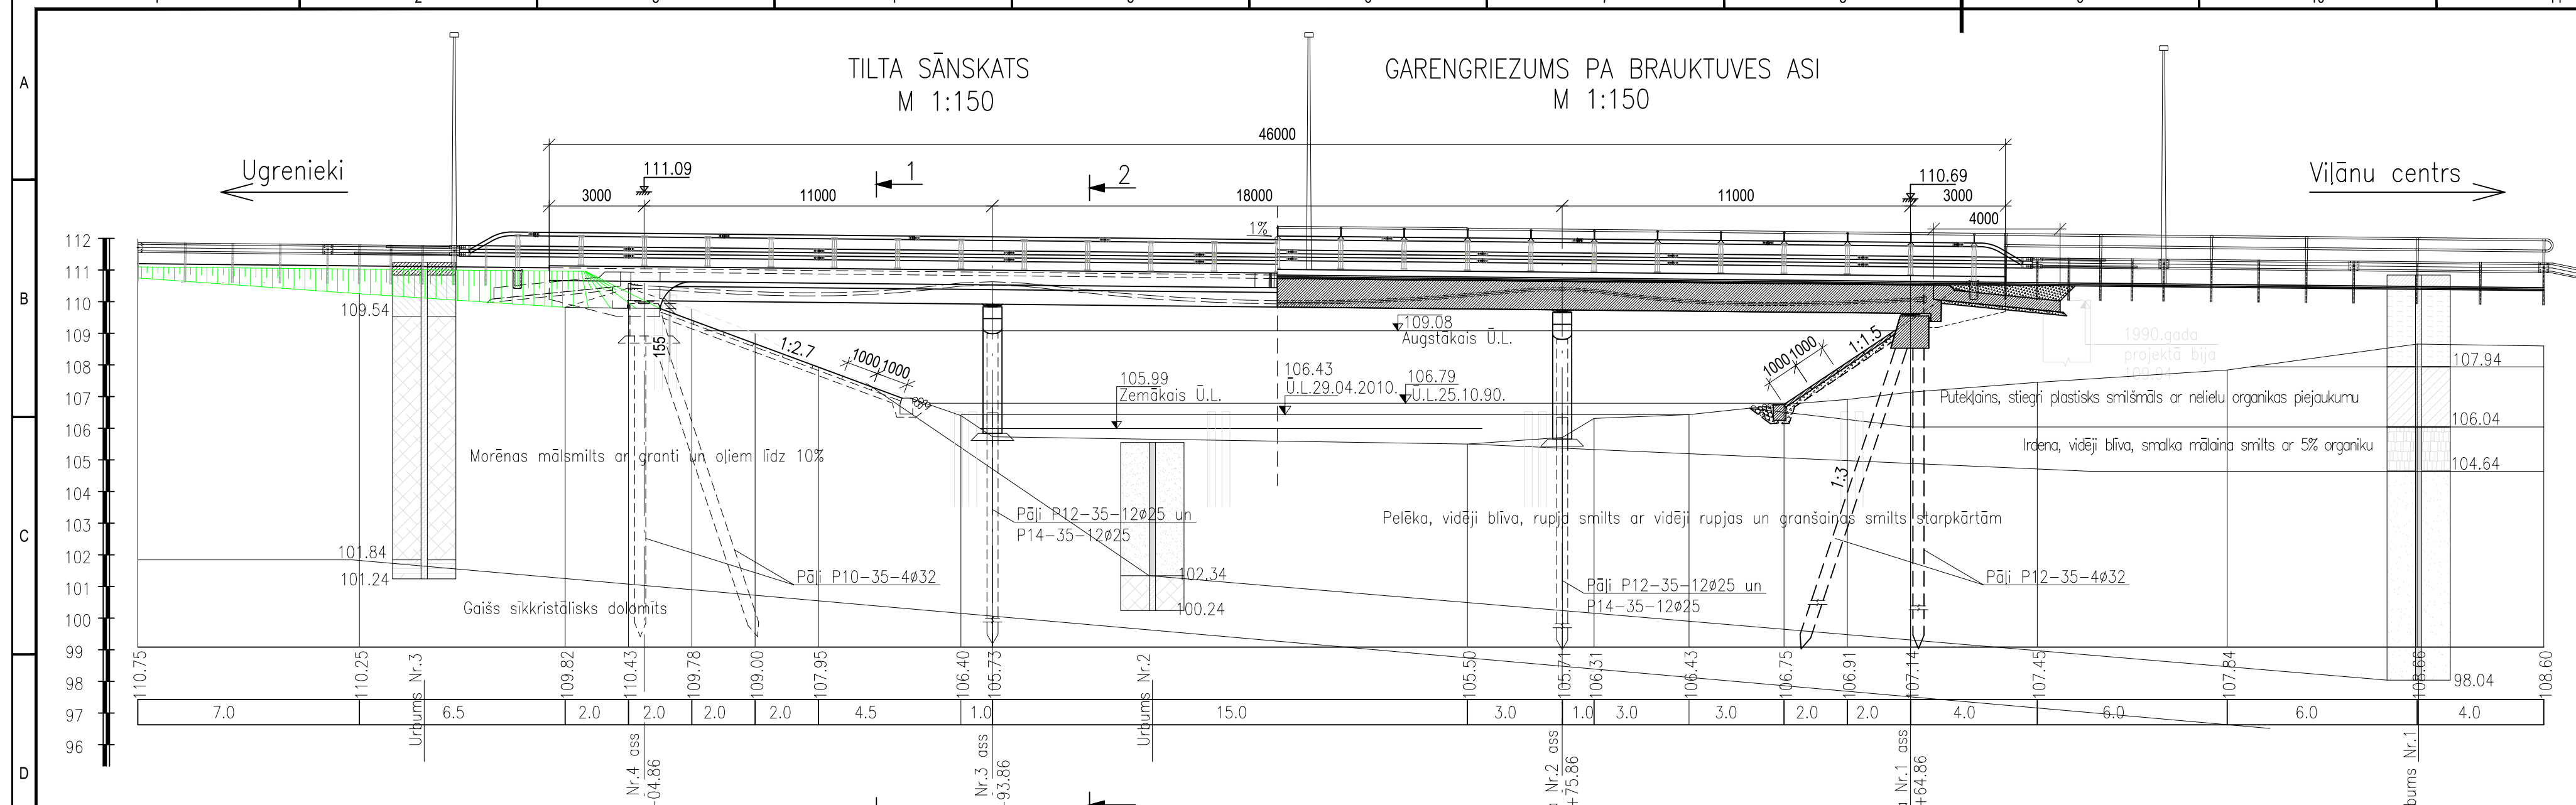 TILTA SĀNSKATS
M 1:150
GARENGRIEZUMS PA BRAUKTUVES ASI
M 1:150
A
B
C
D
46000
Ugrenieki
Viļānu centrs
111.09
1
2
110.69
3000
11000
18000
11000
3000
4000
1%
112
111
110
109
108
107
106
105
104
103
102
101
100
99
98
97
96
109.54
155
1:2.7
1000
1000
109.08
Augstākais Ū.L.
1000
1000
1:1.5
1990.gada
projektā bija
109.94
107.94
105.99
Zemākais Ū.L.
106.43
Ū.L.29.04.2010.
106.79
Ū.L.25.10.90.
Putekļains, stiegri plastisks smilšmāls ar nelielu organikas piejaukumu
106.04
Irdena, vidēji blīva, smalka mālaina smilts ar 5% organiku
104.64
Morēnas mālsmilts ar granti un oļiem līdz 10%
1:3
Pāļi P12-35-12ø25 un
P14-35-12ø25
Pelēka, vidēji blīva, rupja smilts ar vidēji rupjas un granšainas smilts starpkārtām
101.84
101.24
Pāļi P10-35-4ø32
102.34
100.24
Pāļi P12-35-12ø25 un
P14-35-12ø25
Pāļi P12-35-4ø32
Gaišs sīkkristālisks dolomīts
98.04
110.75
110.25
Urbums Nr.3
109.82
110.43
109.78
109.00
107.95
106.40
105.73
Urbums Nr.2
105.50
105.71
106.31
106.43
106.75
106.91
107.14
107.45
107.84
108.66
108.60
7.0
6.5
2.0
2.0
2.0
2.0
4.5
1.0
15.0
3.0
1.0
3.0
3.0
2.0
2.0
4.0
6.0
6.0
4.0
Nr.4 ass
-04.86
Nr.3 ass
-93.86
Nr.2 ass
+75.86
Nr.1 ass
+64.86
Nr.1